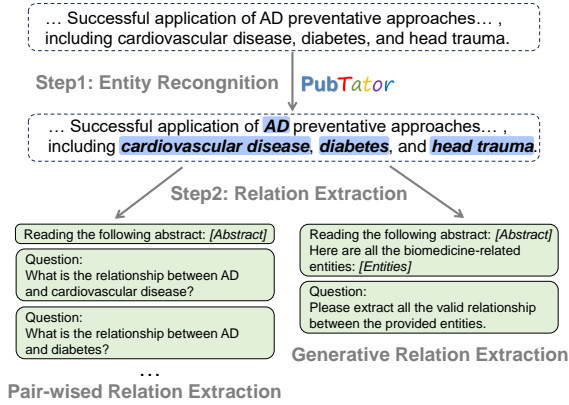 ... Successful application of AD preventative approaches... ,
including cardiovascular disease, diabetes, and head trauma.
Step1: Entity Recongnition
PubTator
... Successful application of AD preventative approaches... ,
including cardiovascular disease, diabetes, and head trauma.
Step2: Relation Extraction
Reading the following abstract: [Abstract]
Question:
What is the relationship between AD
and cardiovascular disease?
Question:
What is the relationship between AD
and diabetes?
...
Pair-wised Relation Extraction
Reading the following abstract: [Abstract]
Here are all the biomedicine-related
entities: [Entities]
Question:
Please extract all the valid relationship
between the provided entities.
Generative Relation Extraction